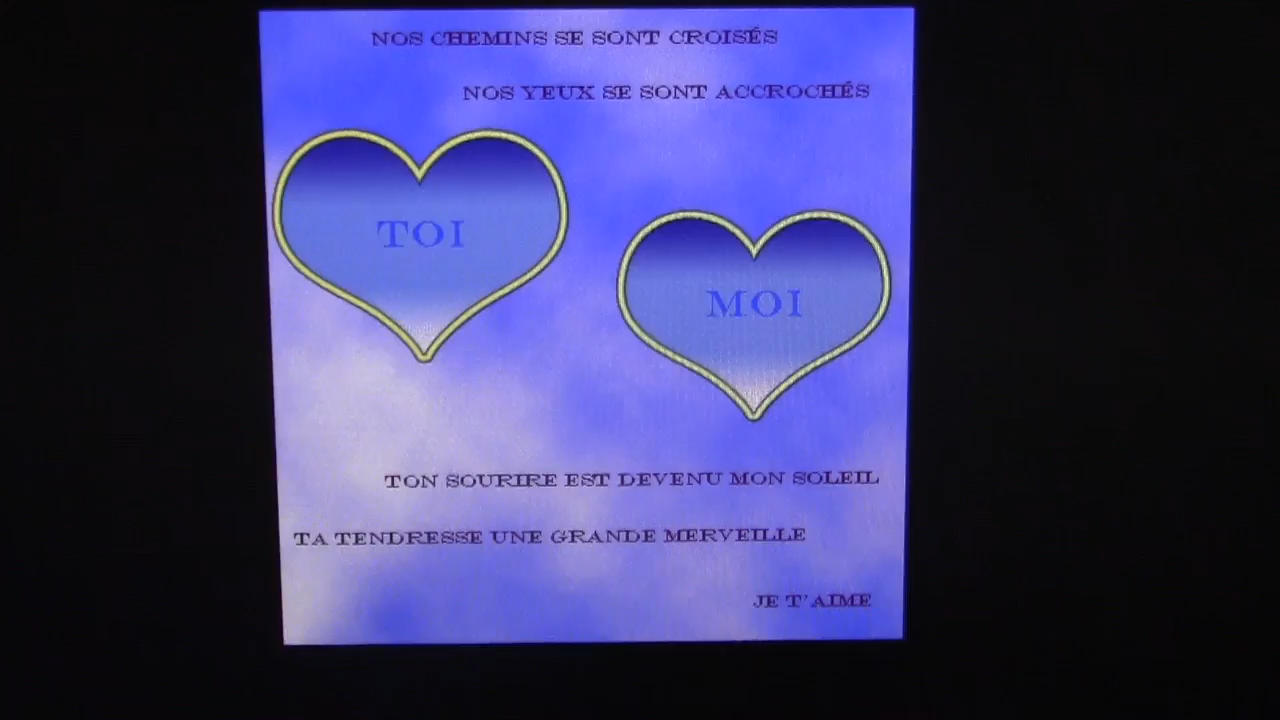 NOS CHEMINS SE SONT CROISÉS
NOS YEUX SE SONT ACCROCHÉS
TOI
MOI
TON SOURIRE EST DEVENU MON SOLEIL
TA TENDRESSE UNE GRANDE MERVEILLE
JE T'AIME